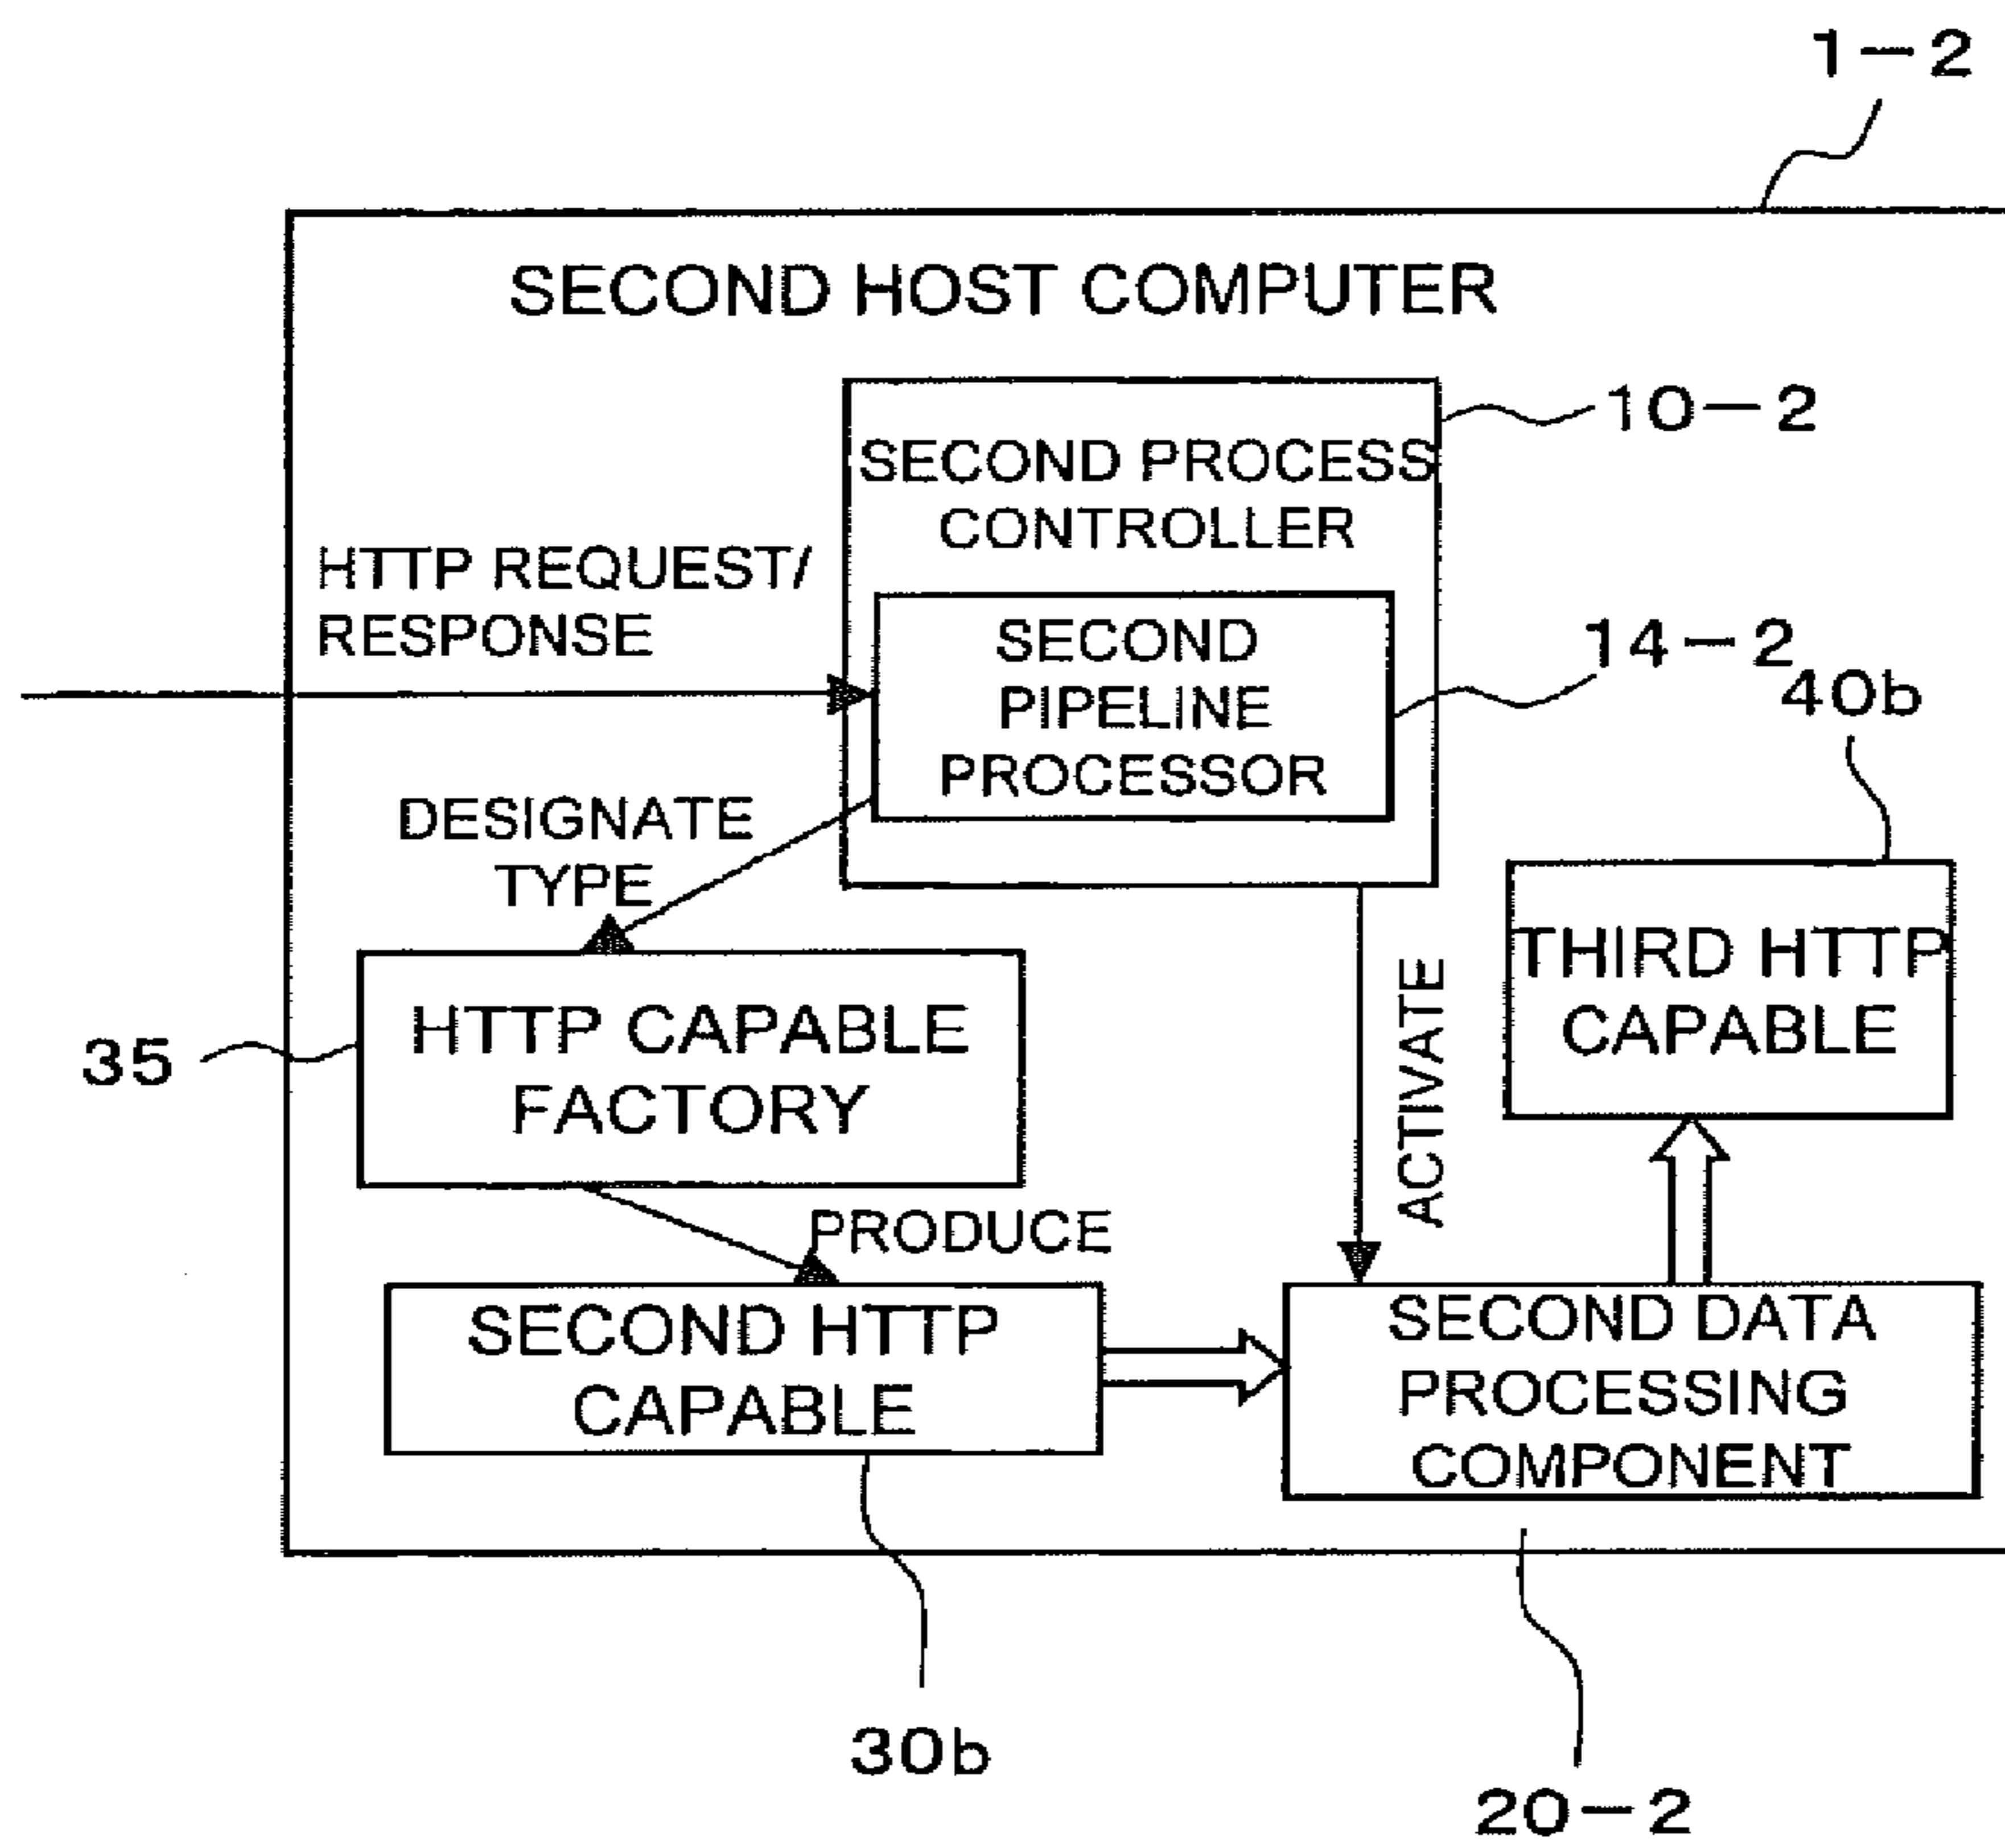 1-2
SECOND HOST COMPUTER
10-2
SECOND PROCESS
CONTROLLER
HTTP REQUEST/
RESPONSE
SECOND
PIPELINE
PROCESSOR
14-2
40b
DESIGNATE
TYPE
THIRD HTTP
CAPABLE
HTTP CAPABLE
FACTORY
35
ACTIVATE
PRODUCE
SECOND HTTP
CAPABLE
SECOND DATA
PROCESSING
COMPONENT
30b
20-2